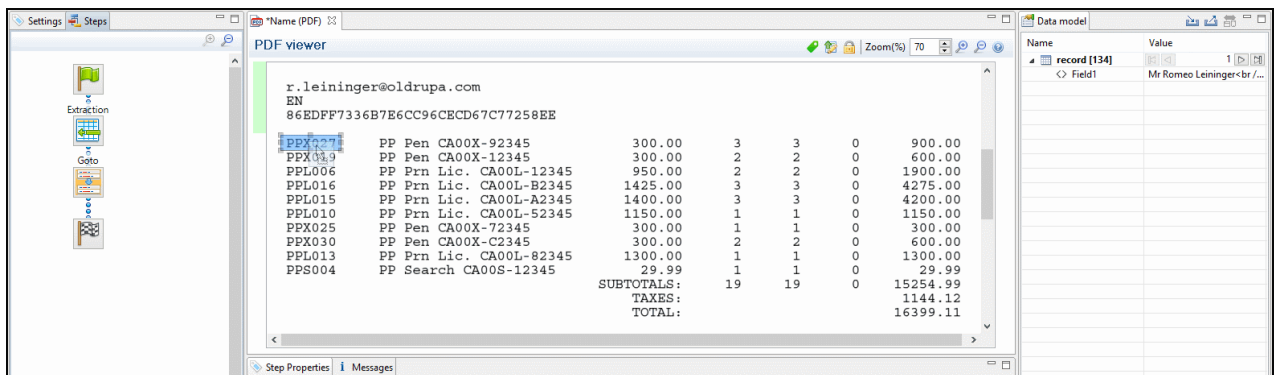 Settings Steps
*Name (PDF)
Data model
PDF viewer
Zoom(%) 70
Name Value
record [134] 1
<> Field1 Mr Romeo Leininger<br /...
Extraction
Goto
r.leininger@oldrupa.com
EN
86EDFF7336B7E6CC96CECD67C77258EE
PPX027 PP Pen CA00X-92345 300.00 3 3 0 900.00
PP Pen CA00X-12345 300.00 2 2 0 600.00
PPL006 PP Prn Lic. CA00L-12345 950.00 2 2 0 1900.00
PPL016 PP Prn Lic. CA00L-B2345 1425.00 3 3 0 4275.00
PPL015 PP Prn Lic. CA00L-A2345 1400.00 3 3 0 4200.00
PPL010 PP Prn Lic. CA00L-52345 1150.00 1 1 0 1150.00
PPX025 PP Pen CA00X-72345 300.00 1 1 0 300.00
PPX030 PP Pen CA00X-C2345 300.00 2 2 0 600.00
PPL013 PP Prn Lic. CA00L-82345 1300.00 1 1 0 1300.00
PPS004 PP Search CA00S-12345 29.99 1 1 0 29.99
SUBTOTALS: 19 19 0 15254.99
TAXES: 1144.12
TOTAL: 16399.11
Step Properties Messages